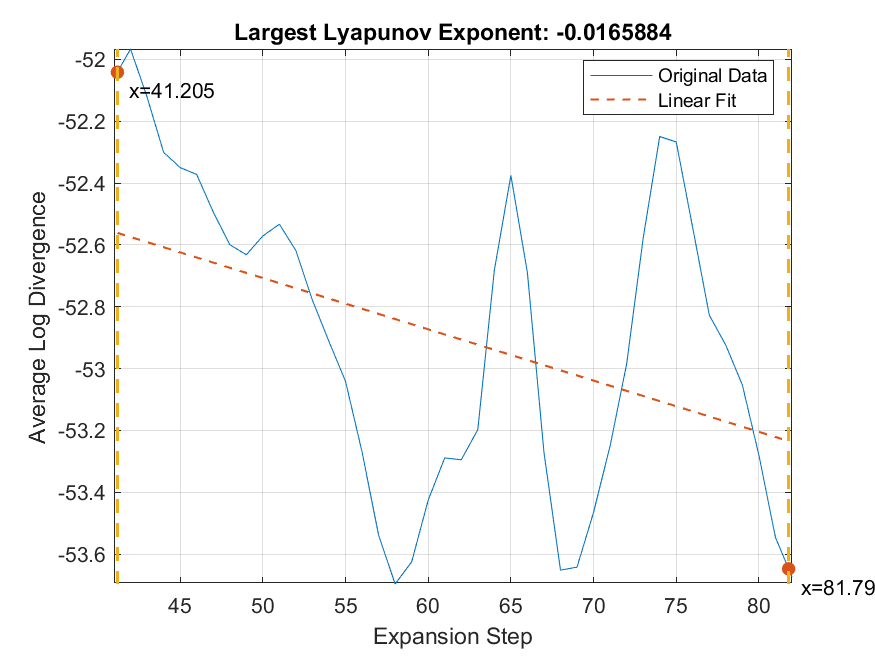 Largest Lyapunov Exponent: -0.0165884
Original Data
Linear Fit
x=41.205
x=81.79
-52
-52.2
-52.4
-52.6
-52.8
-53
-53.2
-53.4
-53.6
Average Log Divergence
45 50 55 60 65 70 75 80
Expansion Step